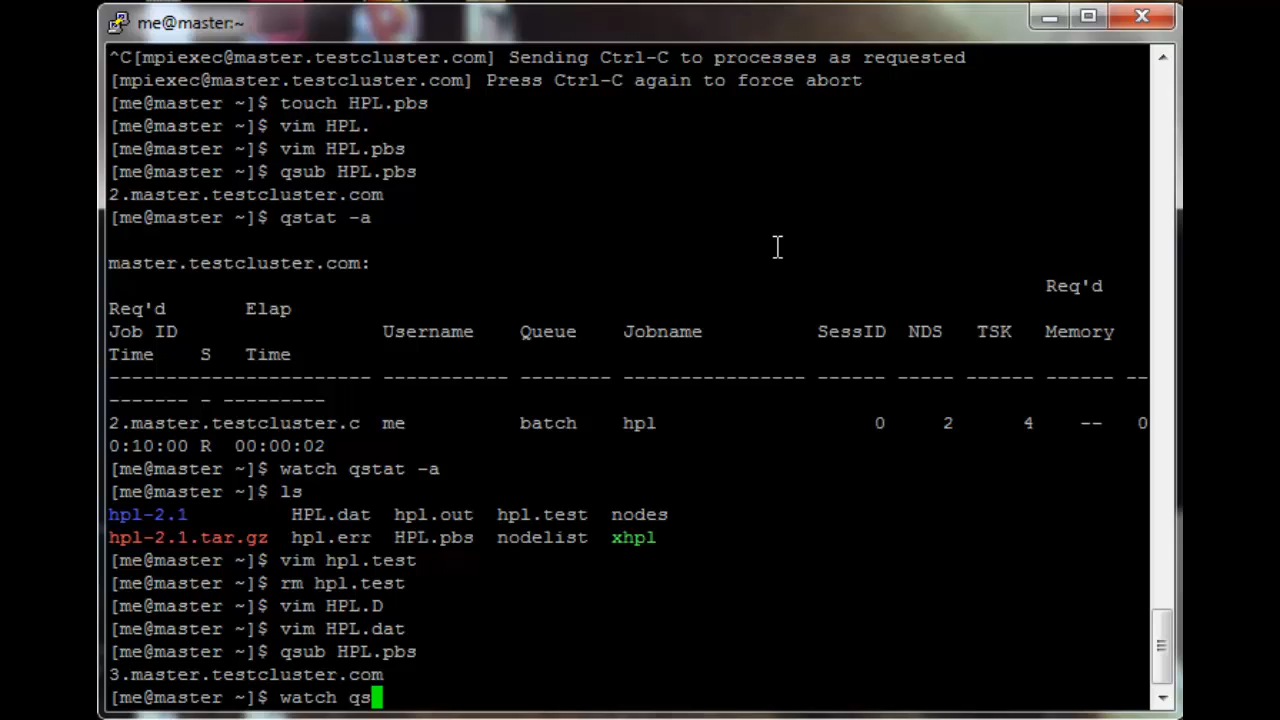 me@master:~
^C[mpiexec@master.testcluster.com] Sending Ctrl-C to processes as requested
[mpiexec@master.testcluster.com] Press Ctrl-C again to force abort
[me@master ~]$ touch HPL.pbs
[me@master ~]$ vim HPL.
[me@master ~]$ vim HPL.pbs
[me@master ~]$ qsub HPL.pbs
2.master.testcluster.com
[me@master ~]$ qstat -a
master.testcluster.com:
Req'd
Req'd       Elap
Job ID                  Username    Queue    Jobname          SessID  NDS   TSK   Memory
Time    S   Time
----------------------- ----------- -------- ---------------- ------ ----- ------ ------ --
------- - ---------
2.master.testcluster.c  me          batch    hpl                   0     2      4    --   0
0:10:00 R  00:00:02
[me@master ~]$ watch qstat -a
[me@master ~]$ ls
hpl-2.1         HPL.dat  hpl.out  hpl.test  nodes
hpl-2.1.tar.gz  hpl.err  HPL.pbs  nodelist  xhpl
[me@master ~]$ vim hpl.test
[me@master ~]$ rm hpl.test
[me@master ~]$ vim HPL.D
[me@master ~]$ vim HPL.dat
[me@master ~]$ qsub HPL.pbs
3.master.testcluster.com
[me@master ~]$ watch qs